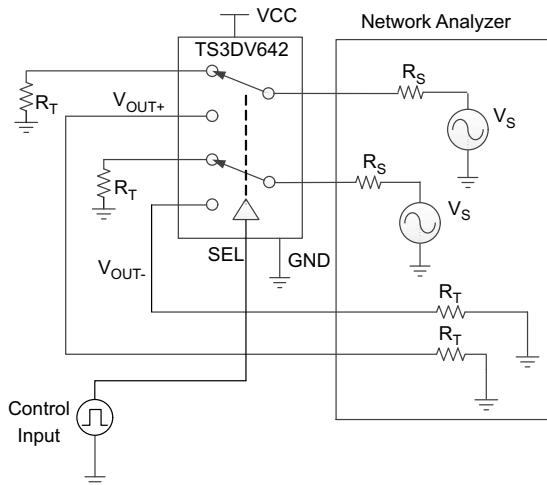 VCC
Network Analyzer
TS3DV642
RS
RT
VOUT+
VS
RS
RT
VS
SEL
GND
VOUT-
RT
RT
Control
Input